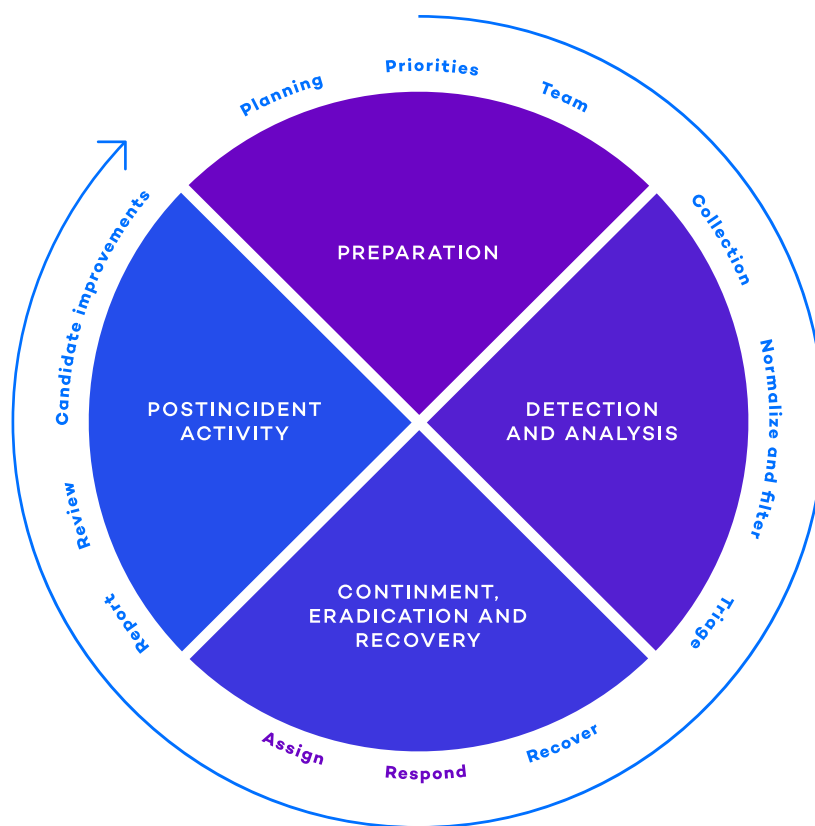 Planning
Priorities
Team
PREPARATION
Collection
Normalize and filter
Triage
DETECTION
AND ANALYSIS
CONTINMENT,
ERADICATION AND
RECOVERY
Assign
Respond
Recover
POSTINCIDENT
ACTIVITY
Report
Review
Candidate improvements